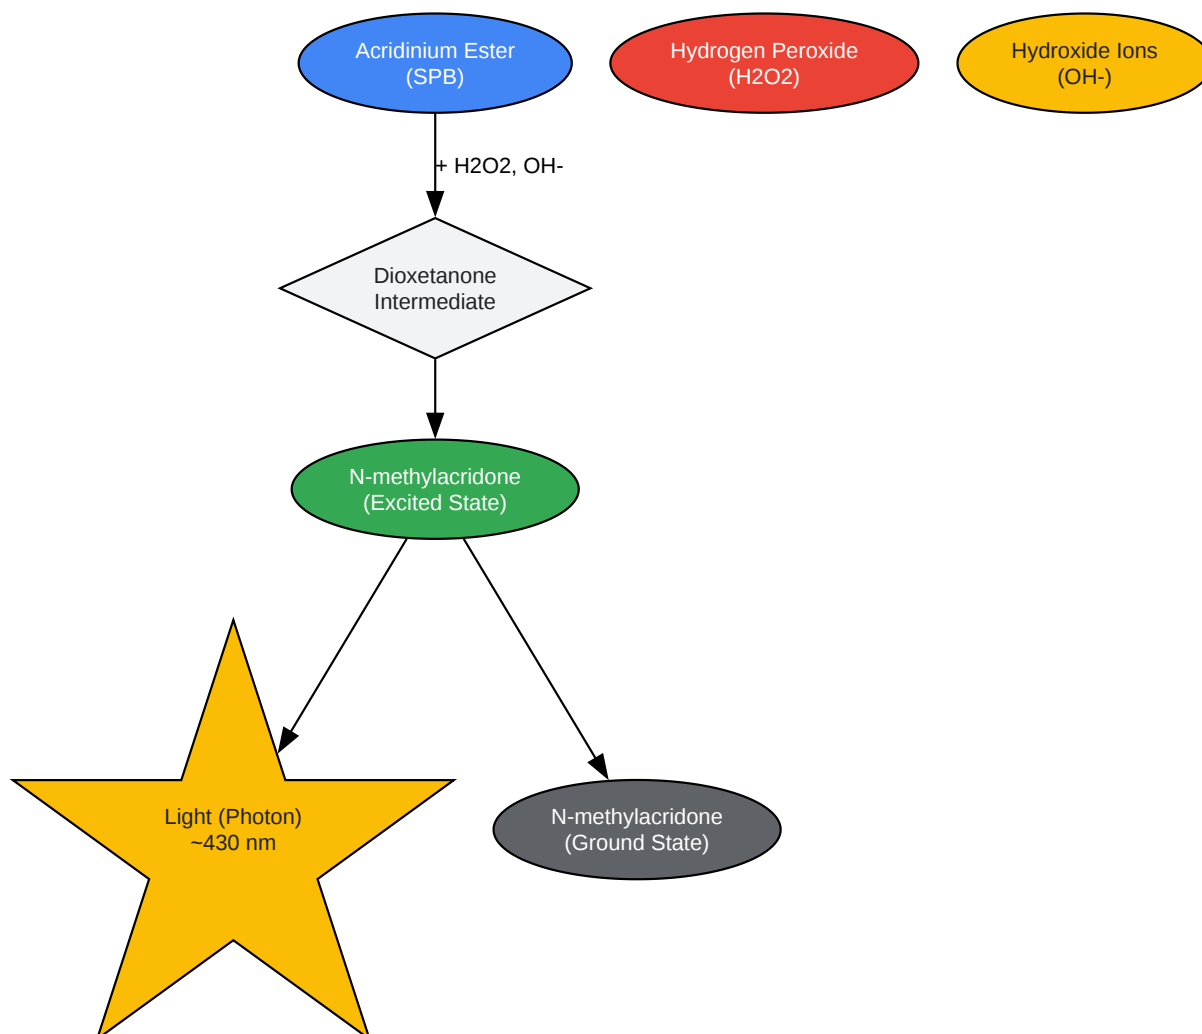 Acridinium Ester
(SPB)
Hydrogen Peroxide
(H2O2)
Hydroxide Ions
(OH-)
+ H2O2, OH-
Dioxetanone
Intermediate
N-methylacridone
(Excited State)
Light (Photon)
~430 nm
N-methylacridone
(Ground State)